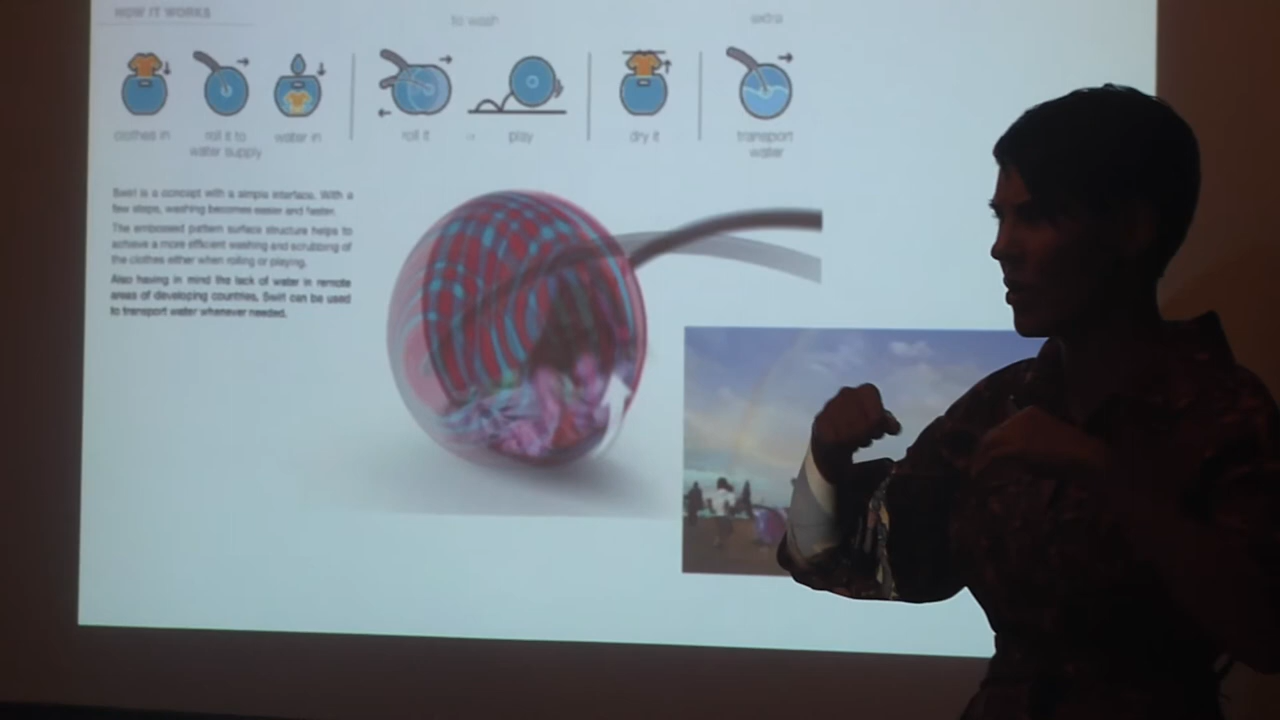 HOW IT WORKS
to wash
extra
clothes in
roll it to
water supply
water in
roll it
or
play
dry it
transport
water
Swirl is a concept with a simple interface. With a
few steps, washing becomes easier and faster.
The embossed pattern surface structure helps to
achieve a more efficient washing and scrubbing of
the clothes either when rolling or playing.
Also having in mind the lack of water in remote
areas of developing countries, Swirl can be used
to transport water whenever needed.